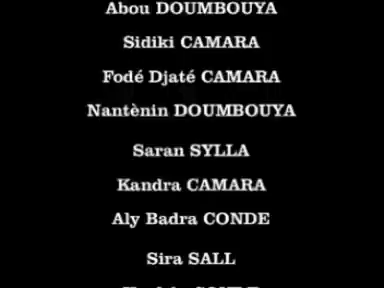 Abou DOUMBOUYA
Sidiki CAMARA
Fodé Djaté CAMARA
Nantènin DOUMBOUYA
Saran SYLLA
Kandra CAMARA
Aly Badra CONDE
Sira SALL